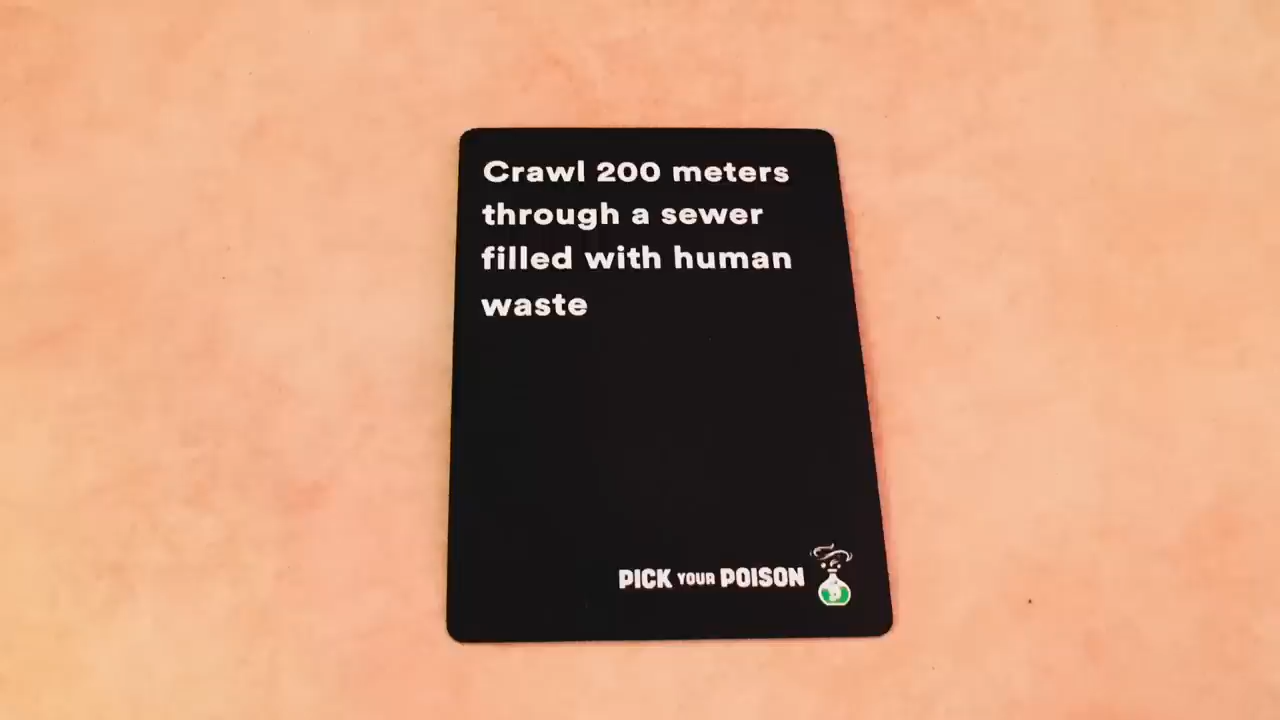 Crawl 200 meters
through a sewer
filled with human
waste
PICK YOUR POISON